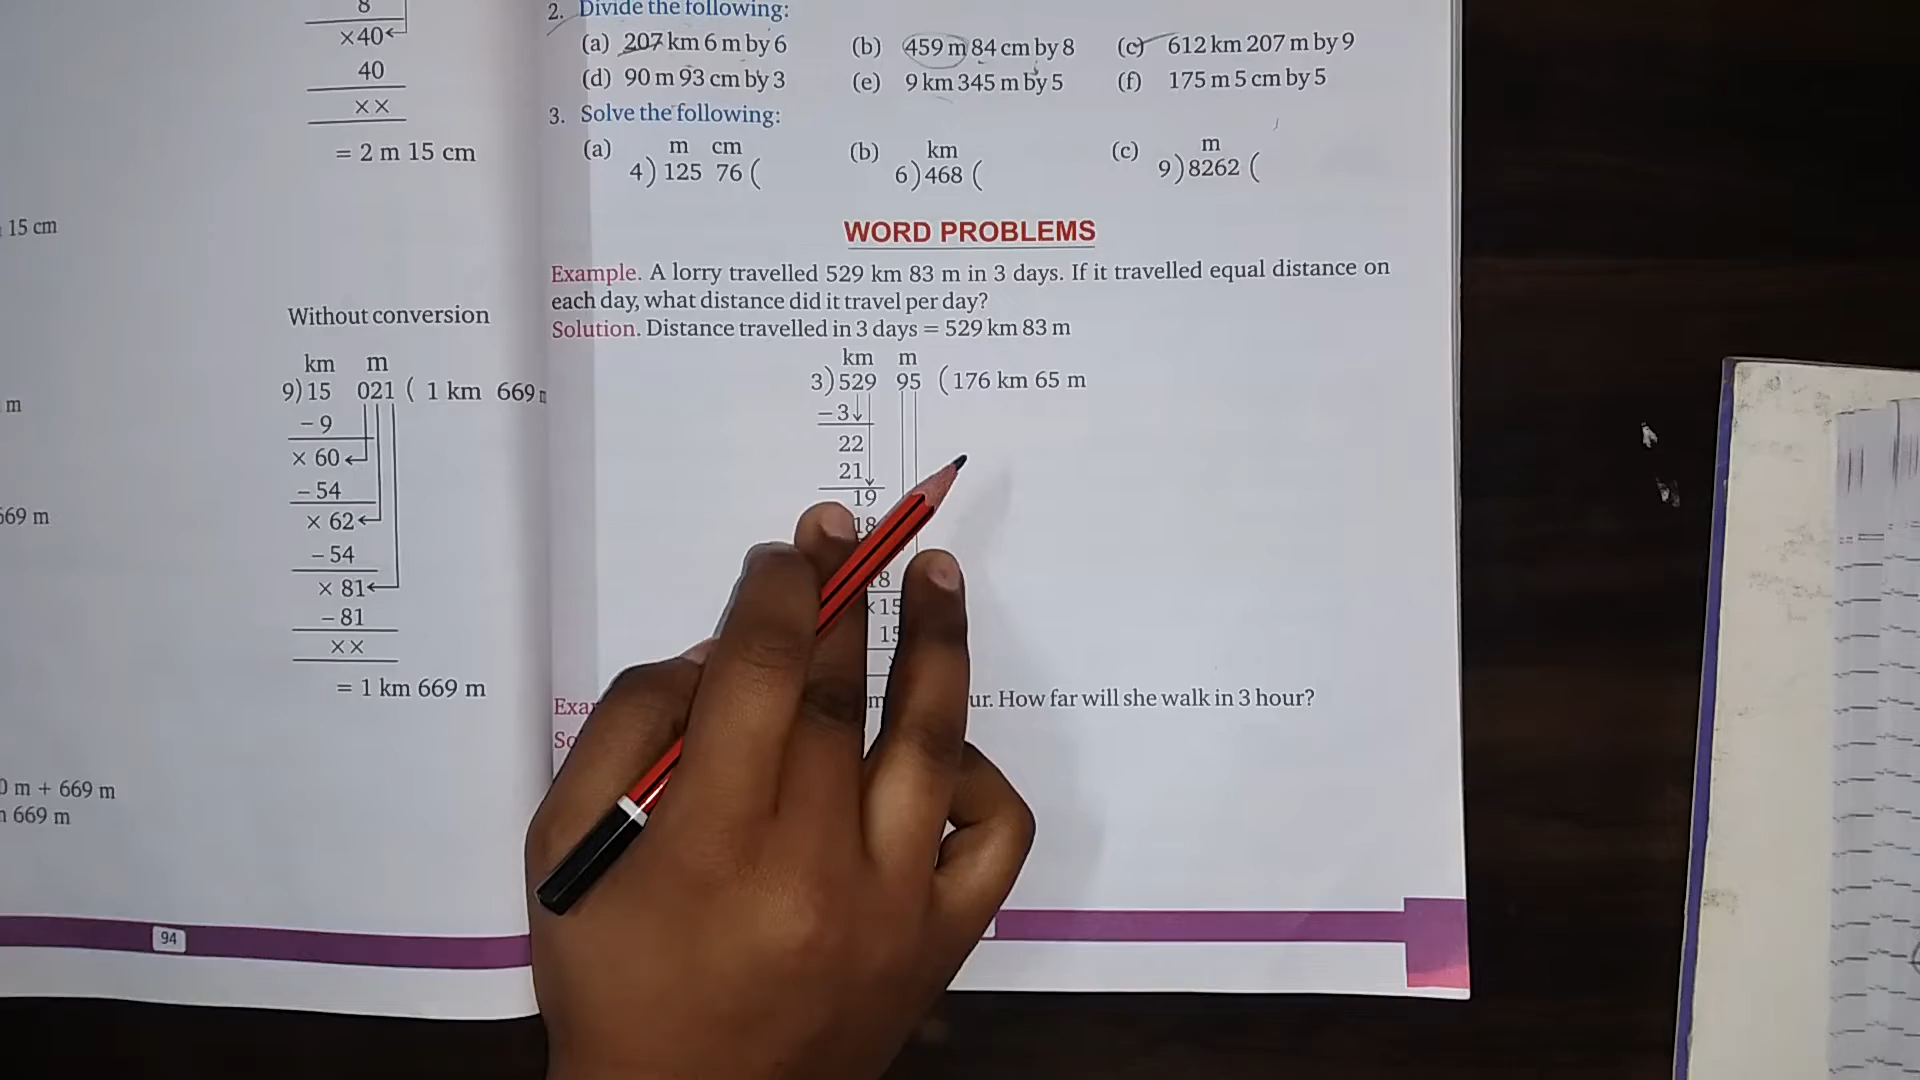 8
×40
40
××
= 2 m 15 cm
15 cm
Without conversion
km m
9)15 021( 1 km 669
m
– 9
× 60
– 54
× 62
669 m
– 54
× 81
– 81
××
= 1 km 669 m
m + 669 m
669 m
94
2. Divide the following:
(a) 207 km 6 m by 6 (b) 459 m 84 cm by 8 (c) 612 km 207 m by 9
(d) 90 m 93 cm by 3 (e) 9 km 345 m by 5 (f) 175 m 5 cm by 5
3. Solve the following:
(a) m cm (b) km (c) m
4)125 76( 6)468( 9)8262(
WORD PROBLEMS
Example. A lorry travelled 529 km 83 m in 3 days. If it travelled equal distance on
each day, what distance did it travel per day?
Solution. Distance travelled in 3 days = 529 km 83 m
km m
3)529 95 (176 km 65 m
–3
22
21
19
18
18
×15
15
ur. How far will she walk in 3 hour?